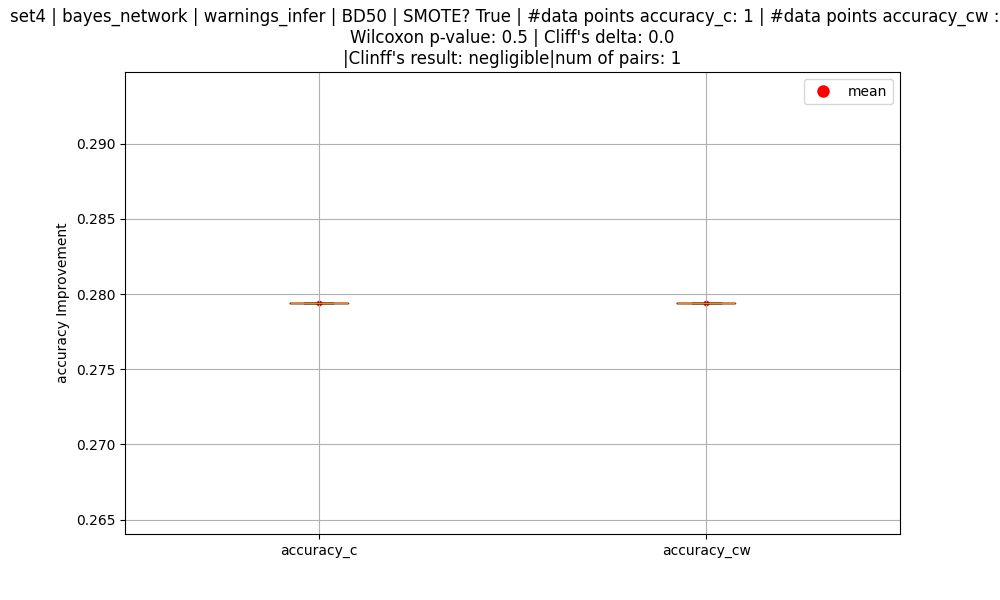 set4 | bayes_network | warnings_infer | BD50 | SMOTE? True | #data points accuracy_c: 1 | #data points accuracy_cw :
Wilcoxon p-value: 0.5 | Cliff's delta: 0.0
|Clinff's result: negligible|num of pairs: 1
mean
0.290
0.285
0.280
0.275
0.270
0.265
accuracy Improvement
accuracy_c
accuracy_cw